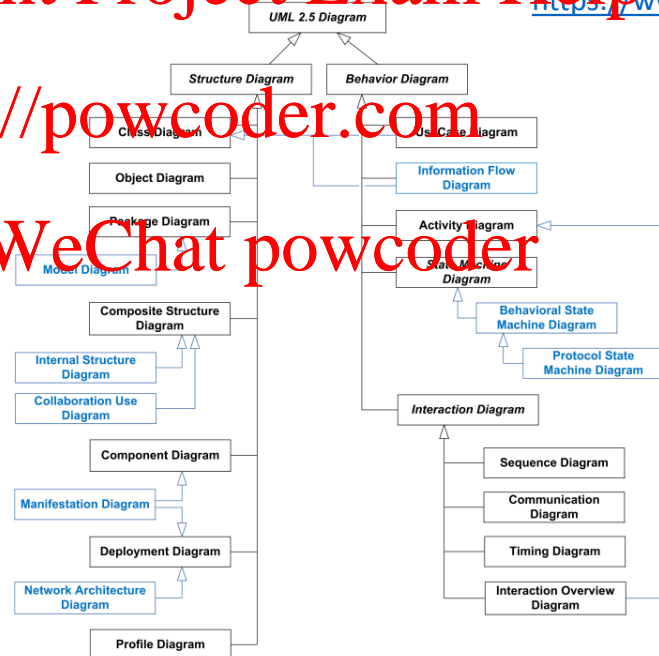 nt Project Exam Help
https://w
UML 2.5 Diagram
Structure Diagram
Behavior Diagram
//powcoder.com
Class Diagram
Use Case Diagram
Object Diagram
Information Flow
Diagram
Package Diagram
Activity Diagram
WeChat powcoder
Model Diagram
State Machine
Diagram
Composite Structure
Diagram
Behavioral State
Machine Diagram
Internal Structure
Diagram
Protocol State
Machine Diagram
Collaboration Use
Diagram
Interaction Diagram
Component Diagram
Sequence Diagram
Manifestation Diagram
Communication
Diagram
Deployment Diagram
Timing Diagram
Network Architecture
Diagram
Interaction Overview
Diagram
Profile Diagram